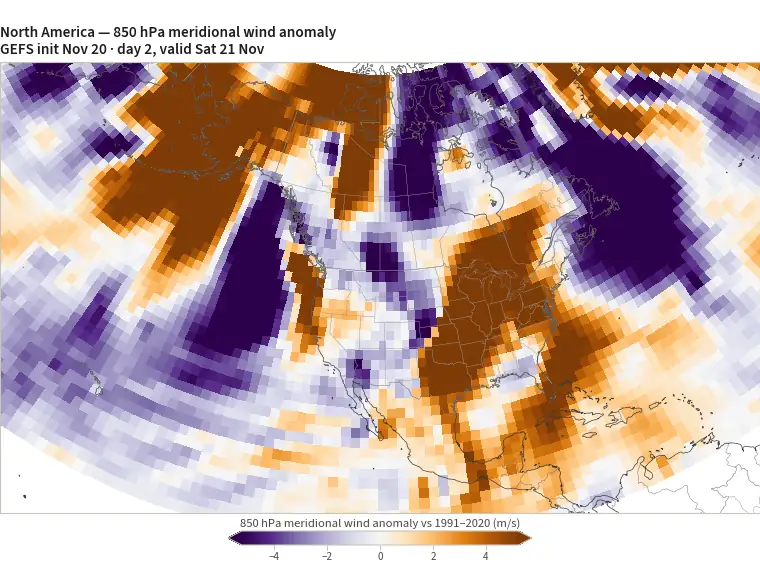 North America — 850 hPa meridional wind anomaly
GEFS init Nov 20 · day 2, valid Sat 21 Nov
850 hPa meridional wind anomaly vs 1991–2020 (m/s)
−4 −2 0 2 4